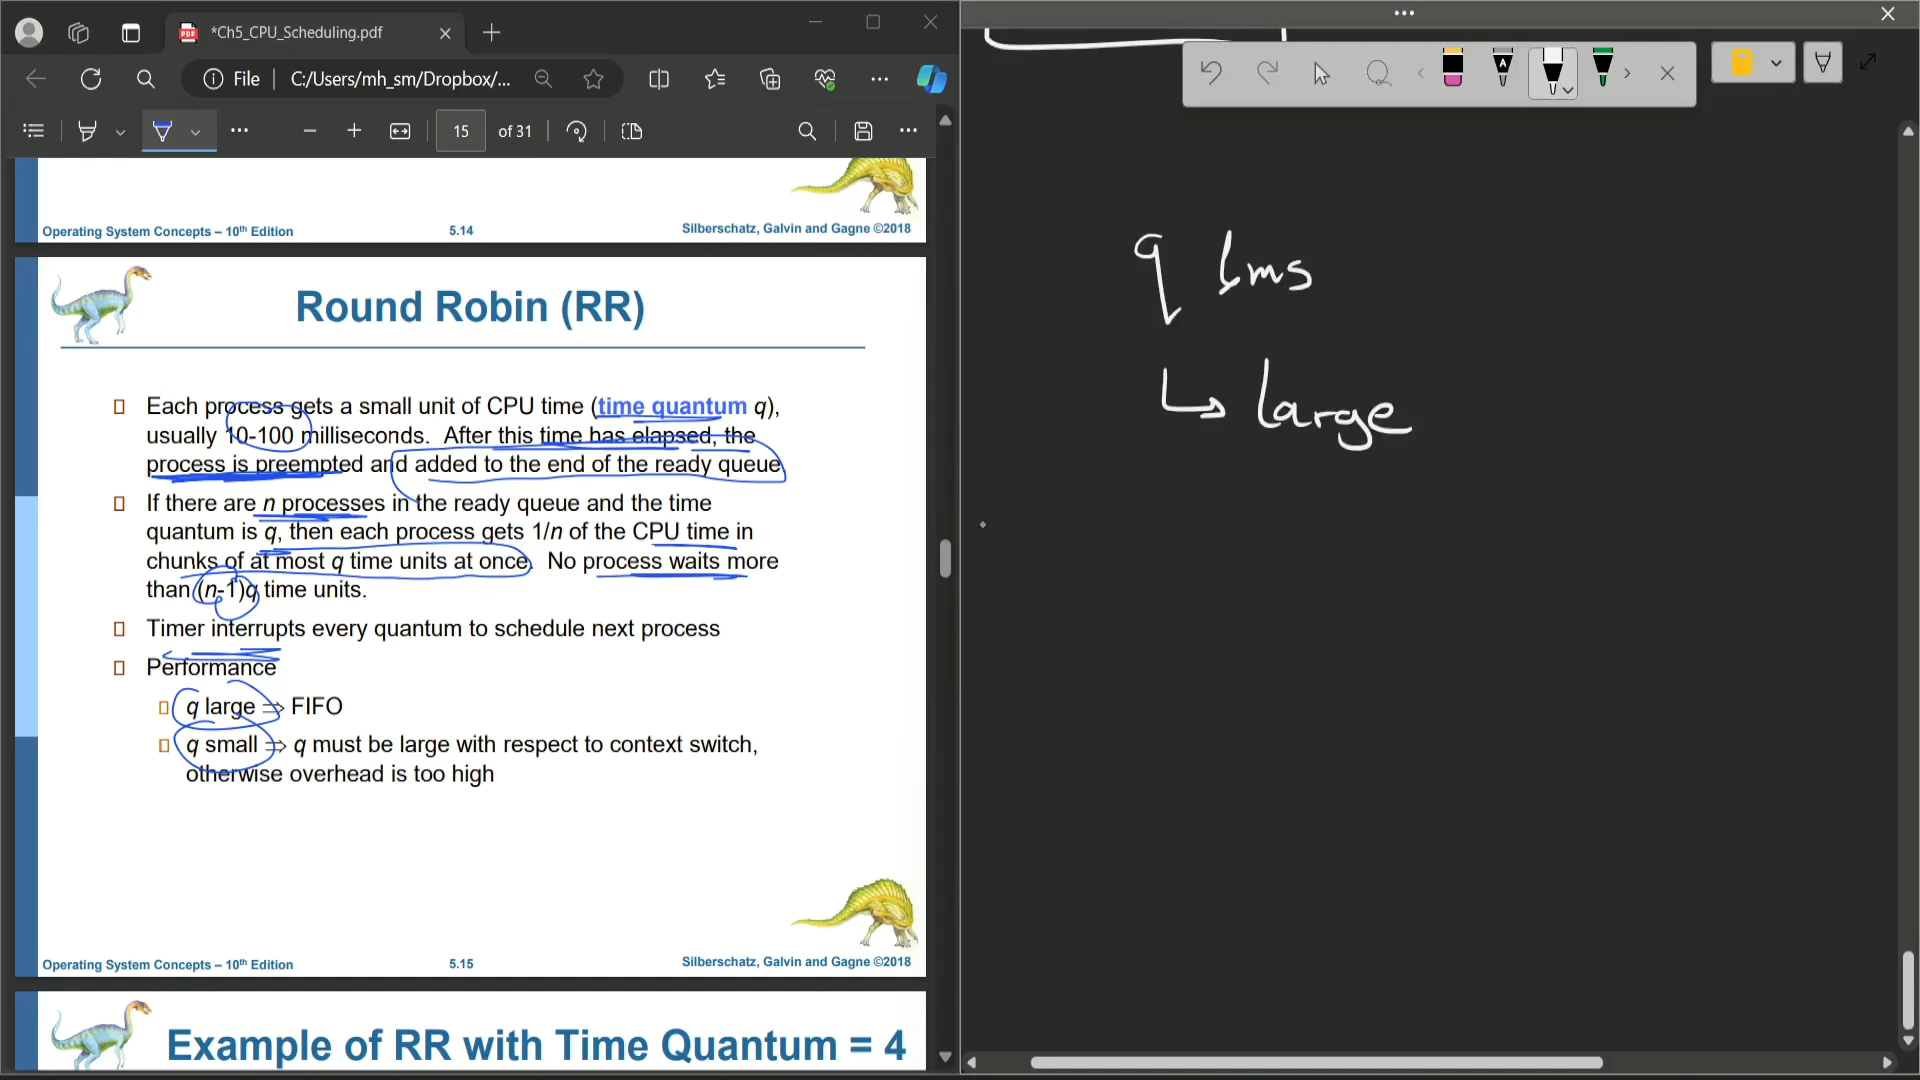 *Ch5_CPU_Scheduling.pdf
File
C:/Users/mh_sm/Dropbox/...
15 of 31
Operating System Concepts – 10th Edition 5.14 Silberschatz, Galvin and Gagne ©2018
Round Robin (RR)
Each process gets a small unit of CPU time (time quantum q),
usually 10-100 milliseconds. After this time has elapsed, the
process is preempted and added to the end of the ready queue.
If there are n processes in the ready queue and the time
quantum is q, then each process gets 1/n of the CPU time in
chunks of at most q time units at once. No process waits more
than (n-1)q time units.
Timer interrupts every quantum to schedule next process
Performance
q large ⇒ FIFO
q small ⇒ q must be large with respect to context switch,
otherwise overhead is too high
Operating System Concepts – 10th Edition 5.15 Silberschatz, Galvin and Gagne ©2018
Example of RR with Time Quantum = 4
q 1ms
↳ large